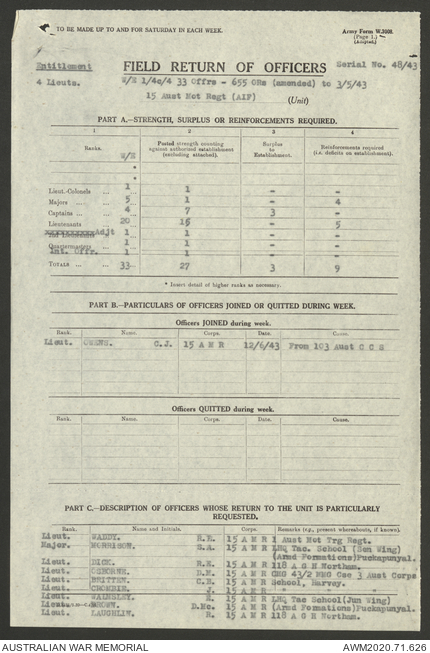 TO BE MADE UP TO AND FOR SATURDAY IN EACH WEEK.
Army Form W.3008.
(Page 1.)
(Adapted.)
Entitlement
FIELD RETURN OF OFFICERS
Serial No. 48/43
4 Lieuts.
W/E 1/4c/4 33 Offrs - 655 ORs (amended) to 3/5/43
15 Aust Mot Regt (AIF)
(Unit)
PART A.—STRENGTH, SURPLUS OR REINFORCEMENTS REQUIRED.
1 2 3 4
Ranks. W/E
Posted strength counting against authorized establishment (excluding attached).
Surplus to Establishment.
Reinforcements required (i.e. deficits on establishment).
Lieut.-Colonels ... 1 1 - -
Majors .... ... 5 1 - 4
Captains ... ... 4 7 3 -
Lieutenants ... 20 15 - 5
Adjt 1 1 - -
Quartermasters ... 1 1 - -
Int. Offr. 1 1 - -
TOTALS ... ... 33 27 3 9
* Insert detail of higher ranks as necessary.
PART B.—PARTICULARS OF OFFICERS JOINED OR QUITTED DURING WEEK.
Officers JOINED during week.
Rank. Name. Corps. Date. Cause.
Lieut. C.J. 15 A M R 12/6/43 From 103 Aust C C S
Officers QUITTED during week.
Rank. Name. Corps. Date. Cause.
PART C.—DESCRIPTION OF OFFICERS WHOSE RETURN TO THE UNIT IS PARTICULARLY REQUESTED.
Rank. Name and Initials. Corps. Remarks (e.g., present whereabouts, if known).
Lieut. WADDY. 15 A M R 1 Aust Mot Trg Regt.
Major. MORRISON. 15 A M R LHQ Tac. School (Sen Wing)
(Armd Formations)Puckapunyal.
Lieut. DICK. 15 A M R 118 A G H Northam.
Lieut. OSBORNE. 15 A M R 3 Aust Corps
Lieut. BRITTEN. 15 A M R School, Harvey.
Lieut. CROMBIE. J. 15 A M R " "
Lieut. WALMSLEY. 15 A M R LHQ Tac School(Jun Wing)
BROWN. D.Mc. 15 A M R (Armd Formations)Puckapunyal.
Lieut. LAUGHLIN. 15 A M R 118 A G H Northam.
AUSTRALIAN WAR MEMORIAL
AWM2020.71.626